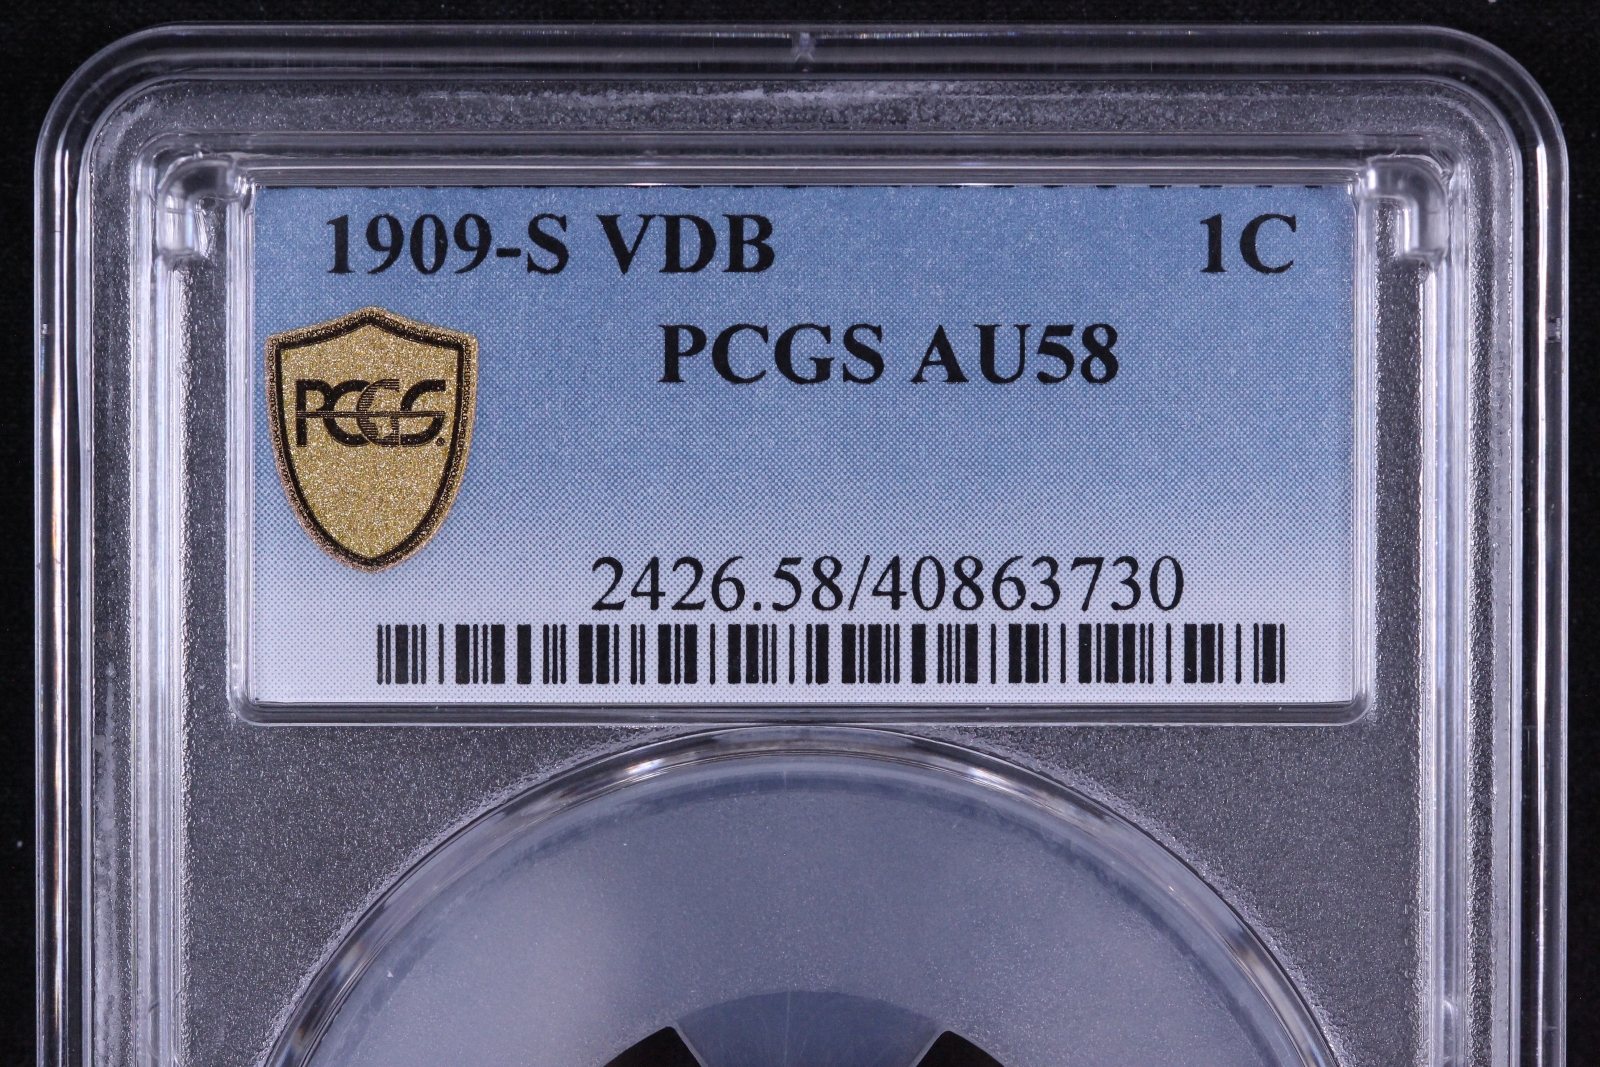 1909-S VDB 1C
PCGS AU58
PCGS
2426.58/40863730